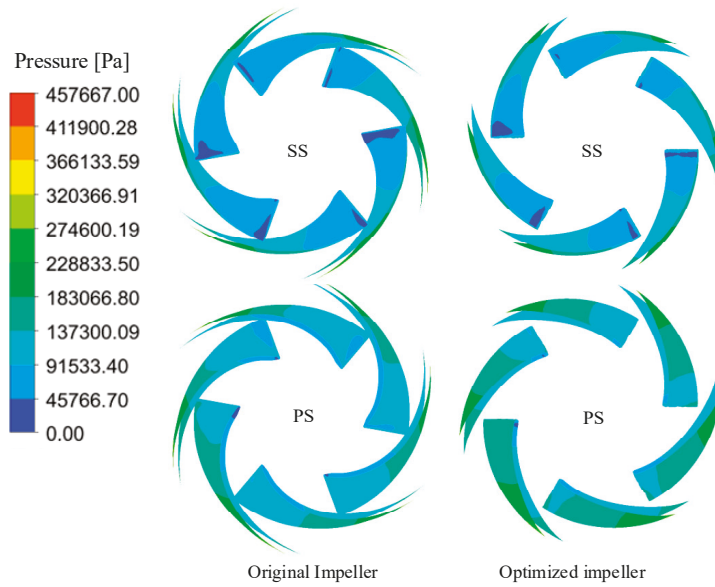 Pressure [Pa]
457667.00
411900.28
366133.59
320366.91
274600.19
228833.50
183066.80
137300.09
91533.40
45766.70
0.00
SS
SS
PS
PS
Original Impeller
Optimized impeller